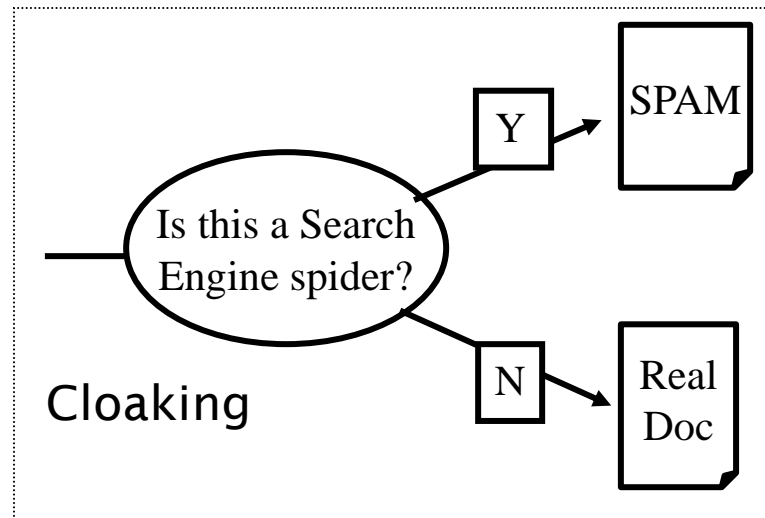 SPAM
Y
Is this a Search
Engine spider?
N
Real
Doc
Cloaking